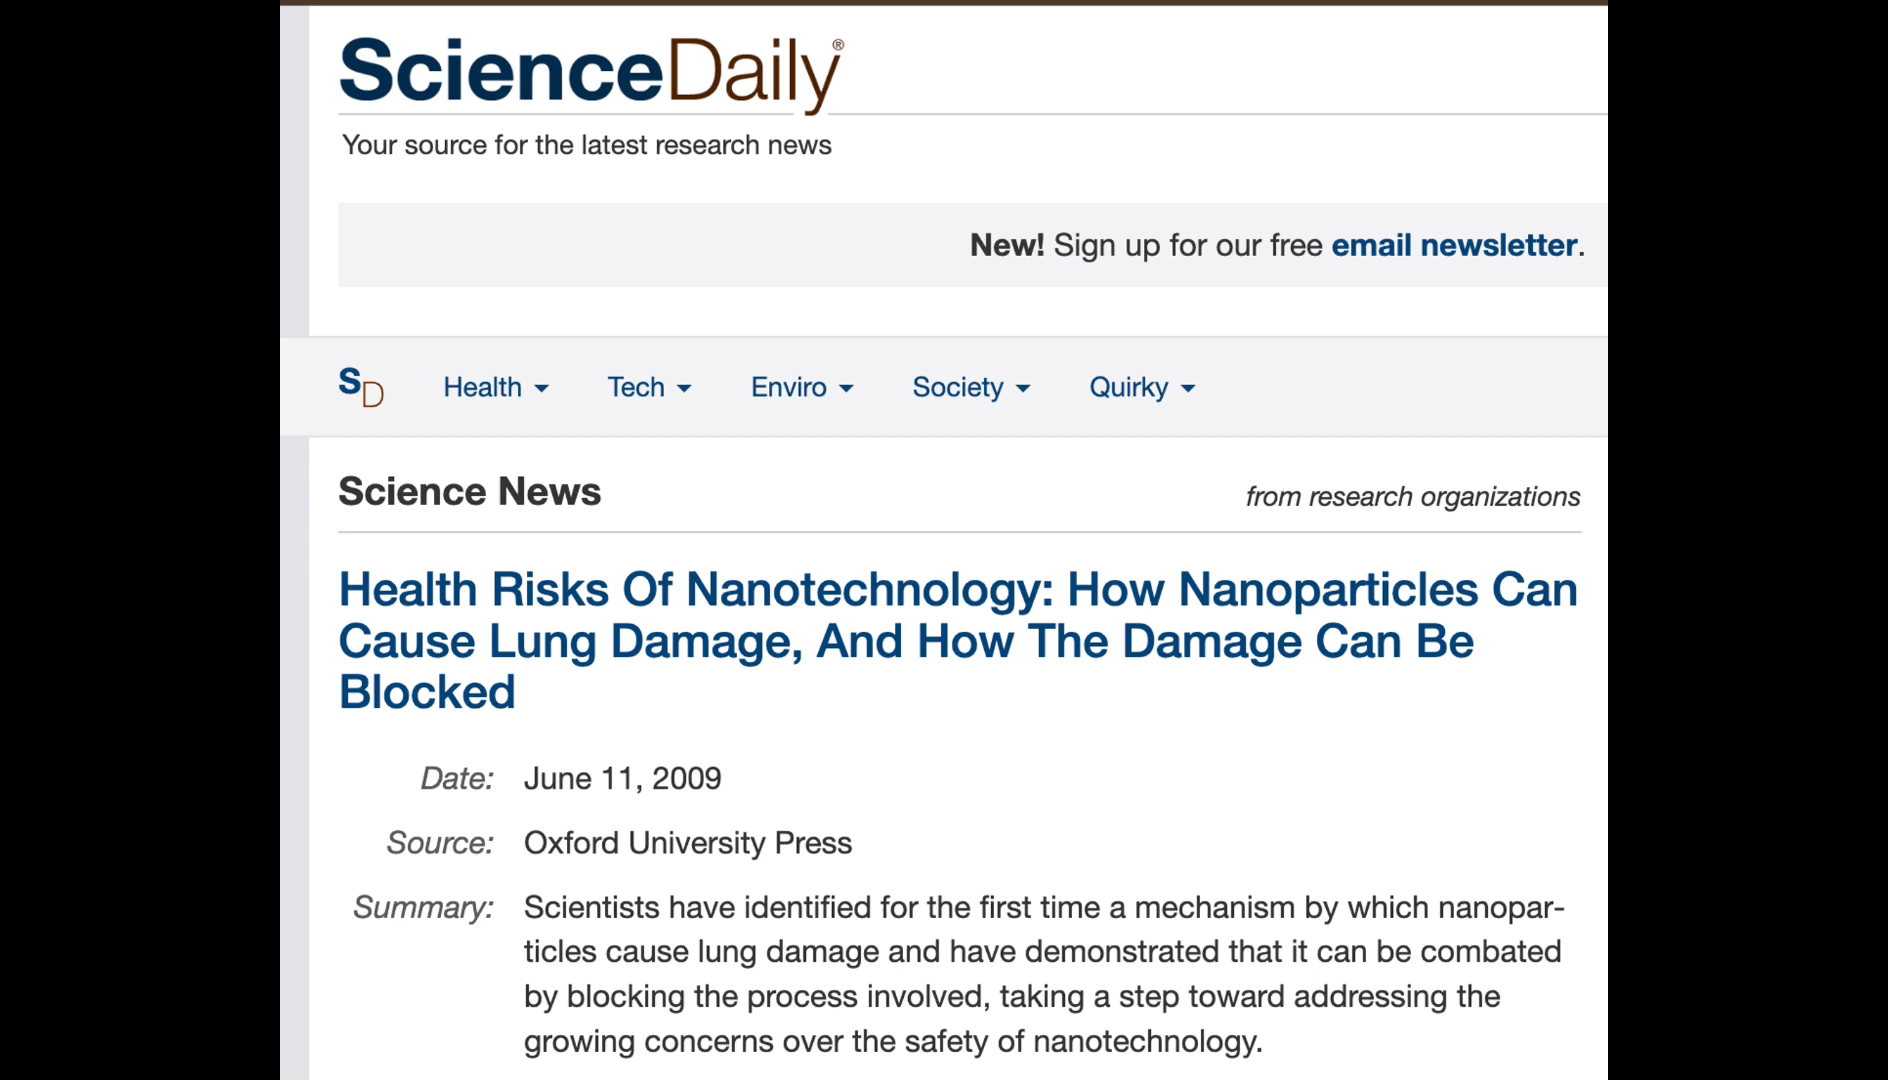 ScienceDaily®
Your source for the latest research news
New! Sign up for our free email newsletter.
SD Health Tech Enviro Society Quirky
Science News from research organizations
Health Risks Of Nanotechnology: How Nanoparticles Can
Cause Lung Damage, And How The Damage Can Be
Blocked
Date: June 11, 2009
Source: Oxford University Press
Summary: Scientists have identified for the first time a mechanism by which nanopar-
ticles cause lung damage and have demonstrated that it can be combated
by blocking the process involved, taking a step toward addressing the
growing concerns over the safety of nanotechnology.